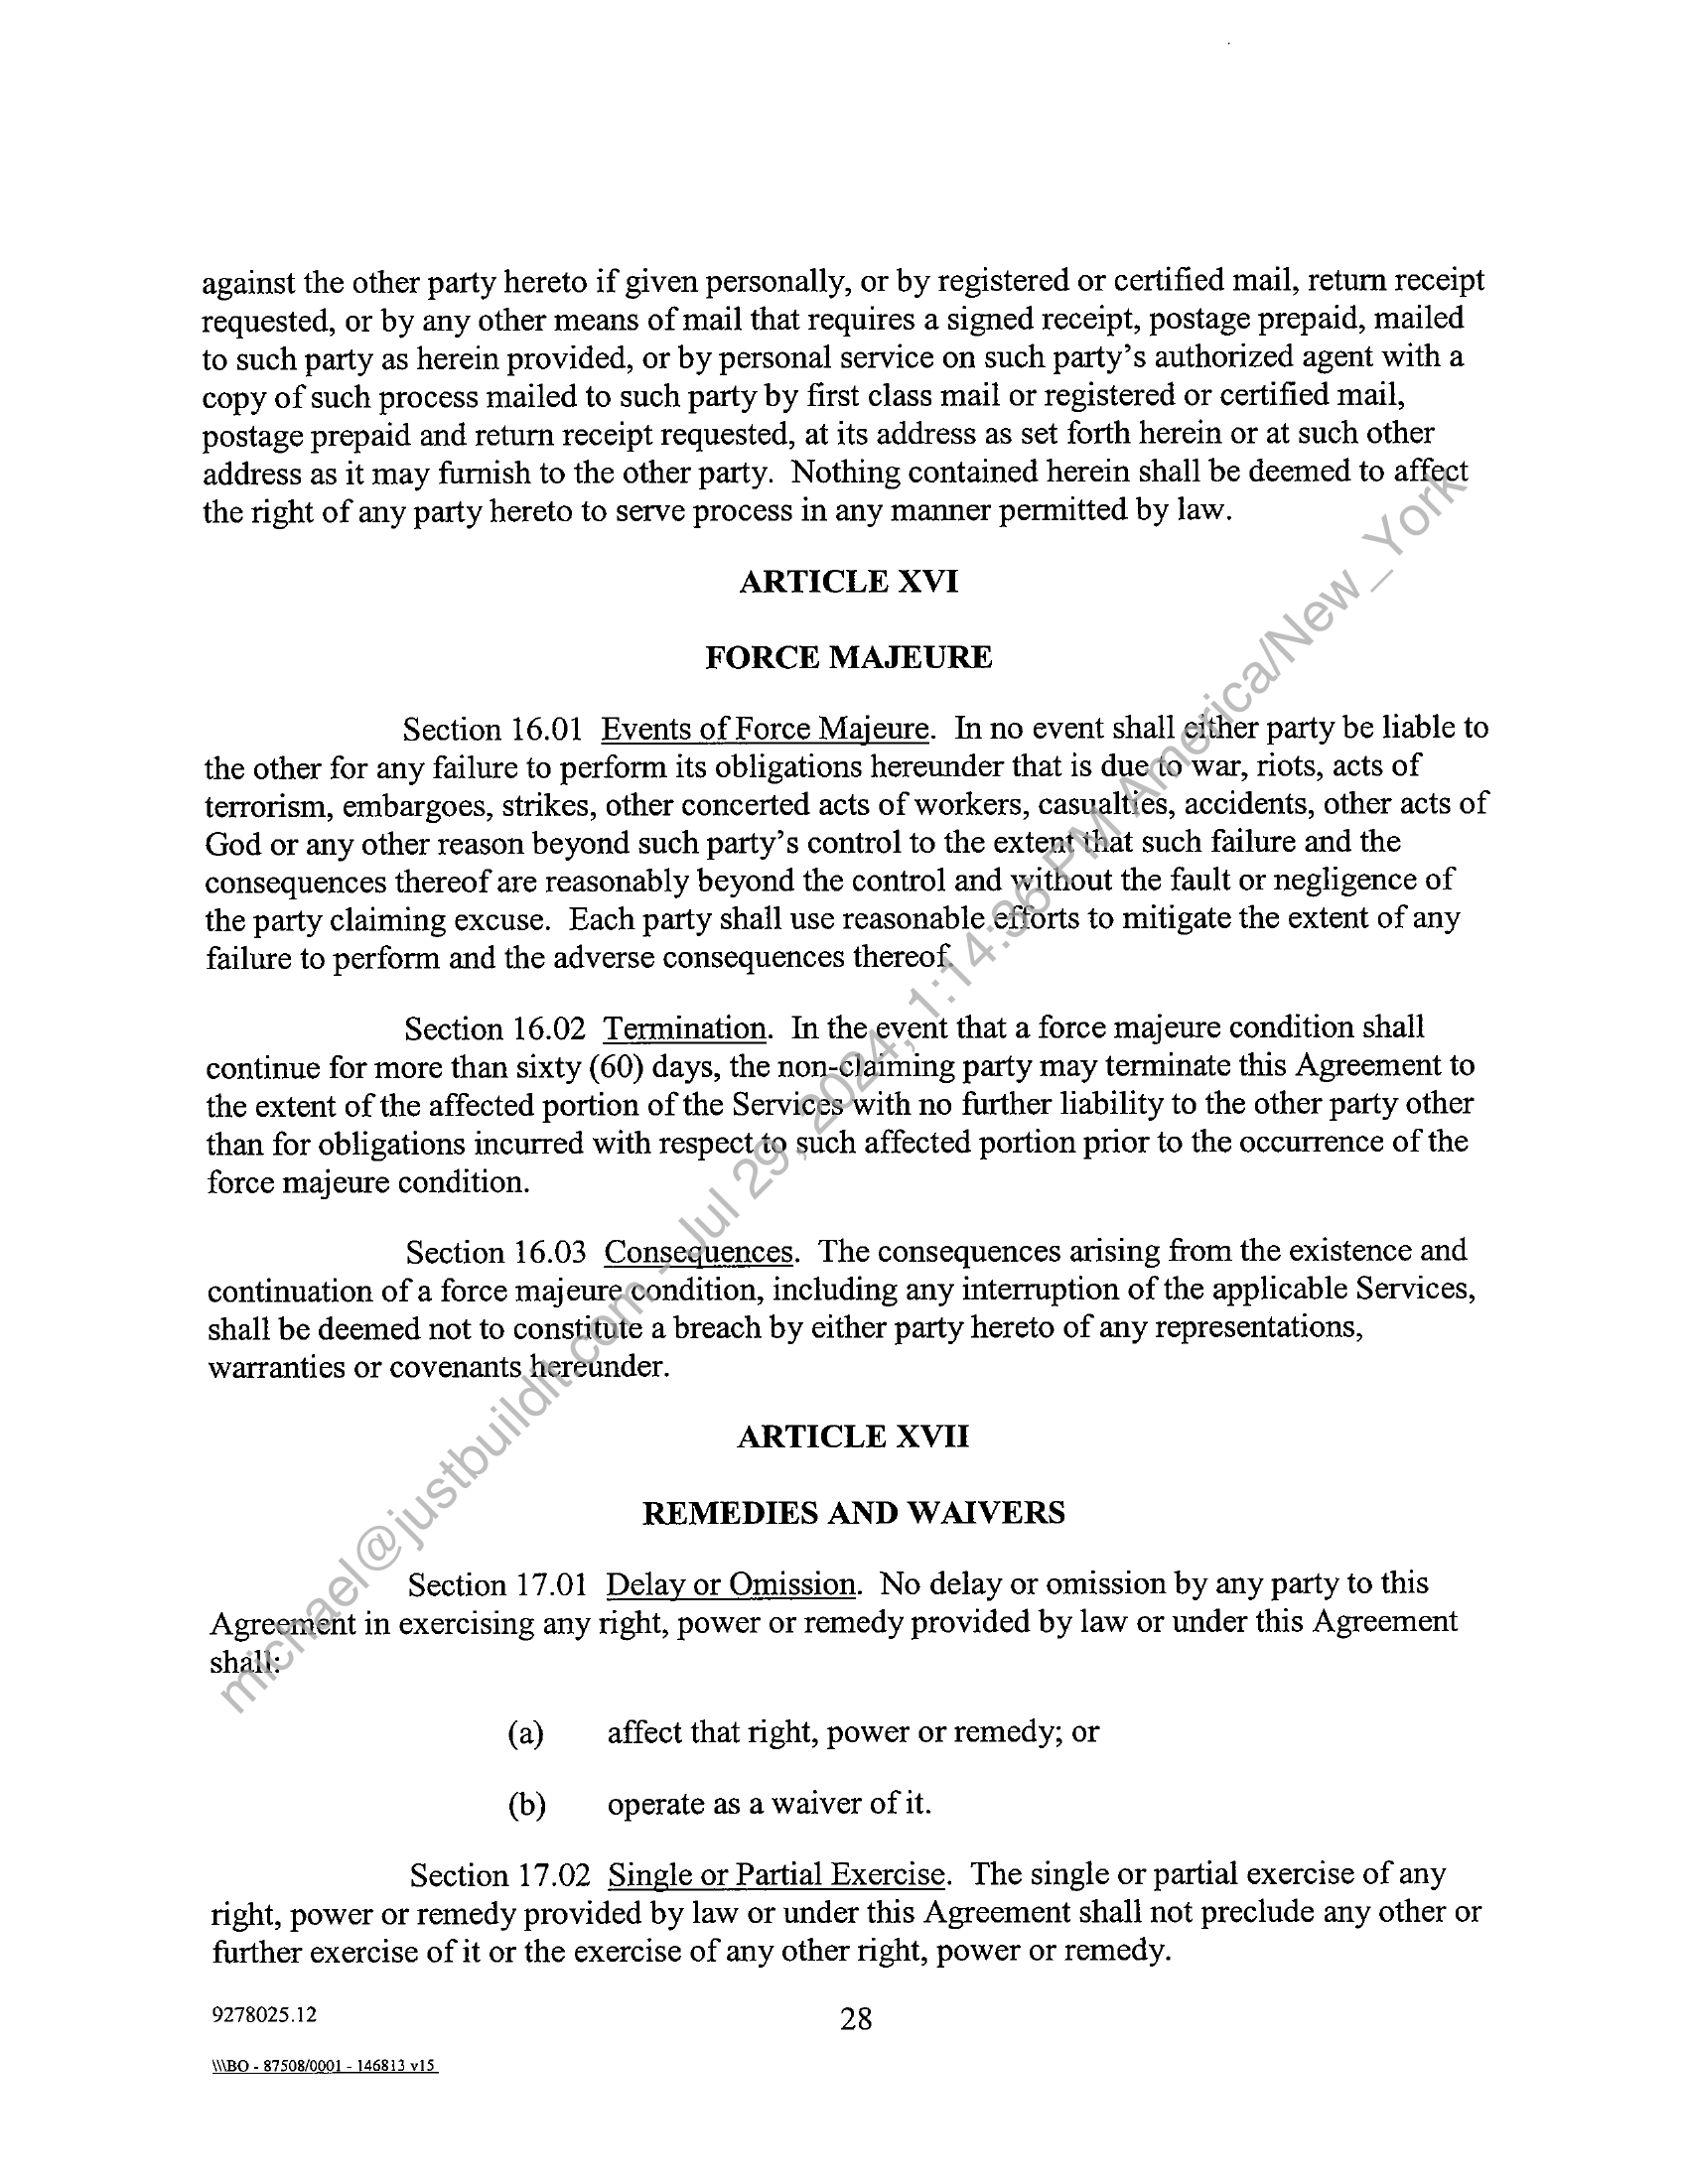 against the other party hereto if given personally, or by registered or certified mail, return receipt
requested, or by any other means of mail that requires a signed receipt, postage prepaid, mailed
to such party as herein provided, or by personal service on such party's authorized agent with a
copy of such process mailed to such party by first class mail or registered or certified mail,
postage prepaid and return receipt requested, at its address as set forth herein or at such other
address as it may furnish to the other party.  Nothing contained herein shall be deemed to affect
the right of any party hereto to serve process in any manner permitted by law.
ARTICLE XVI
FORCE MAJEURE
Section 16.01  Events of Force Majeure.  In no event shall either party be liable to
the other for any failure to perform its obligations hereunder that is due to war, riots, acts of
terrorism, embargoes, strikes, other concerted acts of workers, casualties, accidents, other acts of
God or any other reason beyond such party's control to the extent that such failure and the
consequences thereof are reasonably beyond the control and without the fault or negligence of
the party claiming excuse.  Each party shall use reasonable efforts to mitigate the extent of any
failure to perform and the adverse consequences thereof.
Section 16.02  Termination.  In the event that a force majeure condition shall
continue for more than sixty (60) days, the non-claiming party may terminate this Agreement to
the extent of the affected portion of the Services with no further liability to the other party other
than for obligations incurred with respect to such affected portion prior to the occurrence of the
force majeure condition.
Section 16.03  Consequences.  The consequences arising from the existence and
continuation of a force majeure condition, including any interruption of the applicable Services,
shall be deemed not to constitute a breach by either party hereto of any representations,
warranties or covenants hereunder.
ARTICLE XVII
REMEDIES AND WAIVERS
Section 17.01  Delay or Omission.  No delay or omission by any party to this
Agreement in exercising any right, power or remedy provided by law or under this Agreement
shall:
(a) affect that right, power or remedy; or
(b) operate as a waiver of it.
Section 17.02  Single or Partial Exercise.  The single or partial exercise of any
right, power or remedy provided by law or under this Agreement shall not preclude any other or
further exercise of it or the exercise of any other right, power or remedy.
9278025.12 28
\\\BO - 87508/0001 - 146813 v15
michael@justbuildit.com - Jul 29, 2024, 1:14:36 PM America/New_York